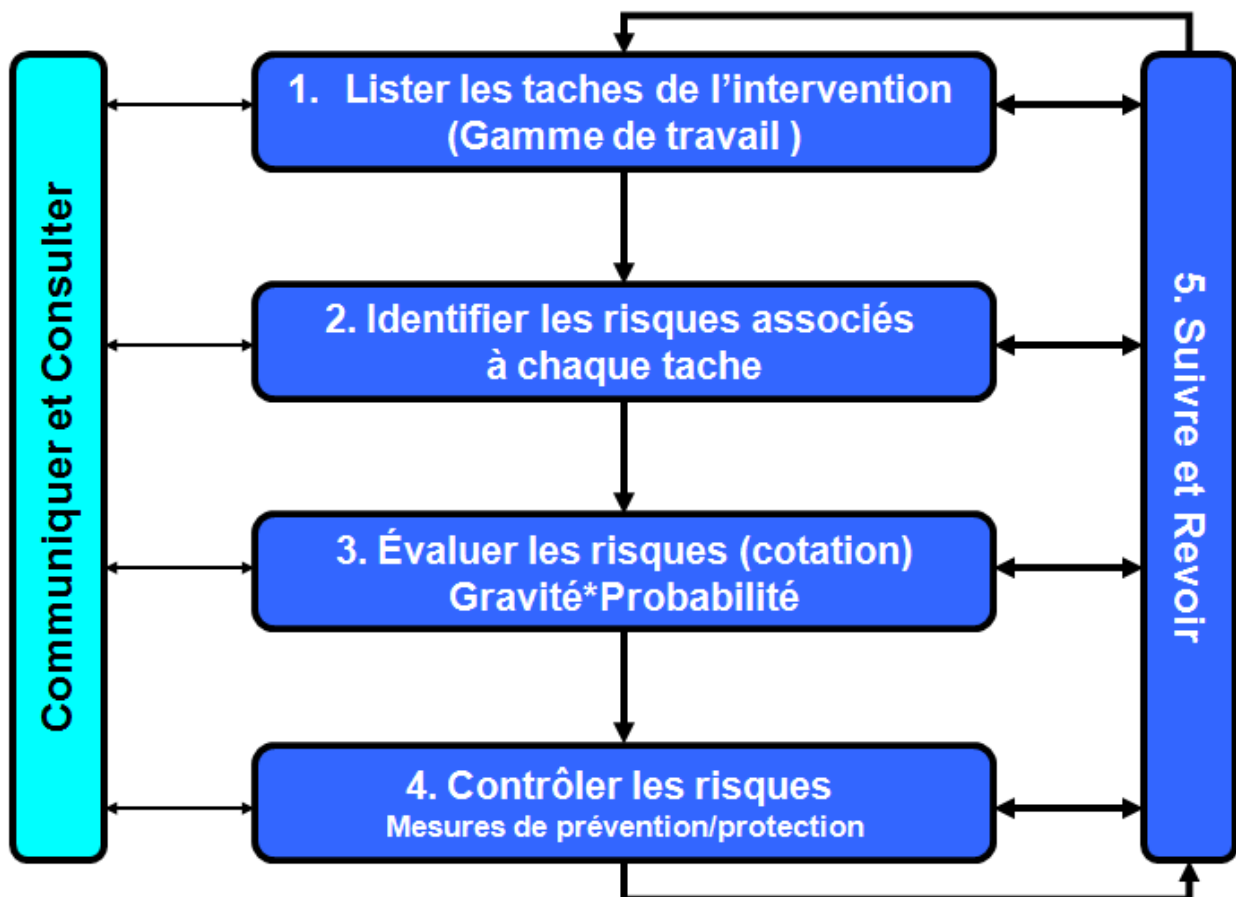 Communiquer et Consulter
1. Lister les taches de l'intervention
(Gamme de travail )
2. Identifier les risques associés
à chaque tache
3. Évaluer les risques (cotation)
Gravité*Probabilité
4. Contrôler les risques
Mesures de prévention/protection
5. Suivre et Revoir